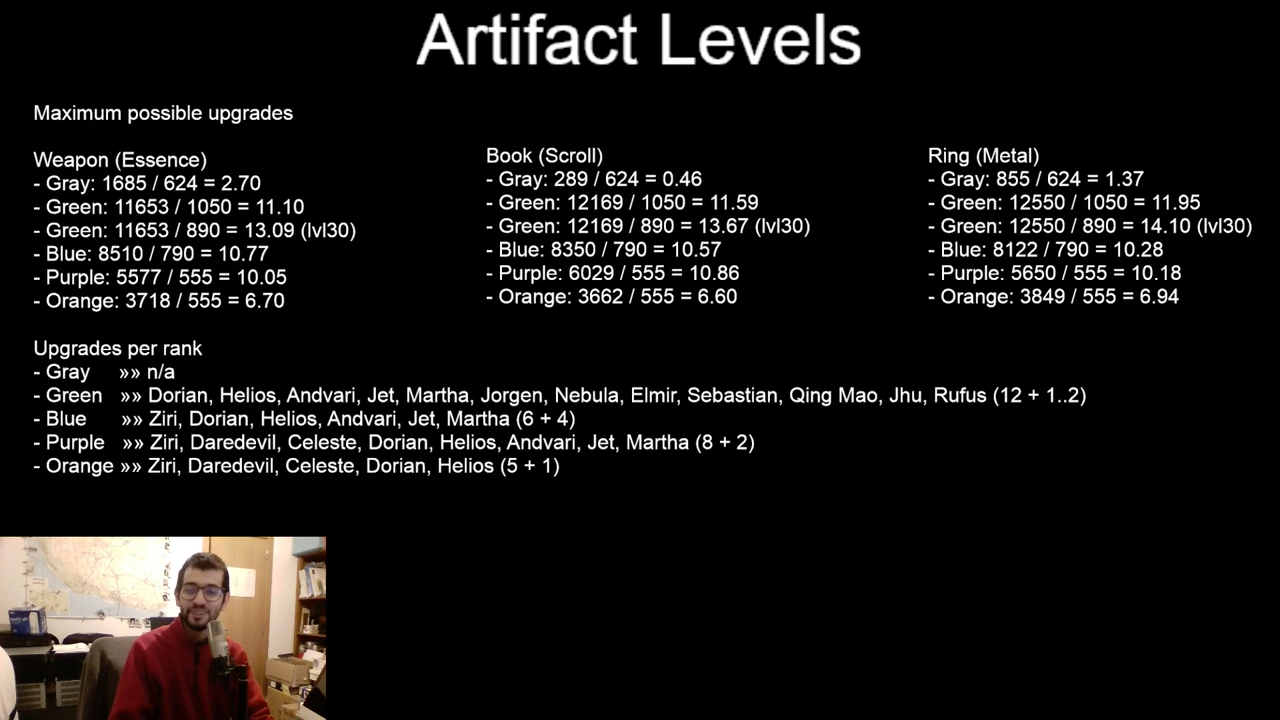 Artifact Levels
Maximum possible upgrades
Weapon (Essence)
- Gray: 1685 / 624 = 2.70
- Green: 11653 / 1050 = 11.10
- Green: 11653 / 890 = 13.09 (lvl30)
- Blue: 8510 / 790 = 10.77
- Purple: 5577 / 555 = 10.05
- Orange: 3718 / 555 = 6.70
Book (Scroll)
- Gray: 289 / 624 = 0.46
- Green: 12169 / 1050 = 11.59
- Green: 12169 / 890 = 13.67 (lvl30)
- Blue: 8350 / 790 = 10.57
- Purple: 6029 / 555 = 10.86
- Orange: 3662 / 555 = 6.60
Ring (Metal)
- Gray: 855 / 624 = 1.37
- Green: 12550 / 1050 = 11.95
- Green: 12550 / 890 = 14.10 (lvl30)
- Blue: 8122 / 790 = 10.28
- Purple: 5650 / 555 = 10.18
- Orange: 3849 / 555 = 6.94
Upgrades per rank
- Gray »» n/a
- Green »» Dorian, Helios, Andvari, Jet, Martha, Jorgen, Nebula, Elmir, Sebastian, Qing Mao, Jhu, Rufus (12 + 1..2)
- Blue »» Ziri, Dorian, Helios, Andvari, Jet, Martha (6 + 4)
- Purple »» Ziri, Daredevil, Celeste, Dorian, Helios, Andvari, Jet, Martha (8 + 2)
- Orange »» Ziri, Daredevil, Celeste, Dorian, Helios (5 + 1)